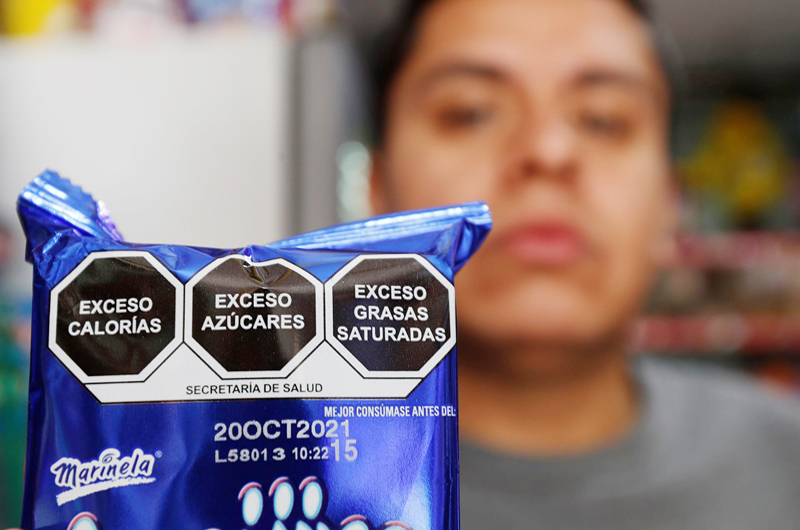 EXCESO
CALORÍAS
EXCESO
AZÚCARES
EXCESO
GRASAS
SATURADAS
SECRETARÍA DE SALUD
MEJOR CONSÚMASE ANTES DEL:
20OCT2021
L58013 10:22 15
Marinela